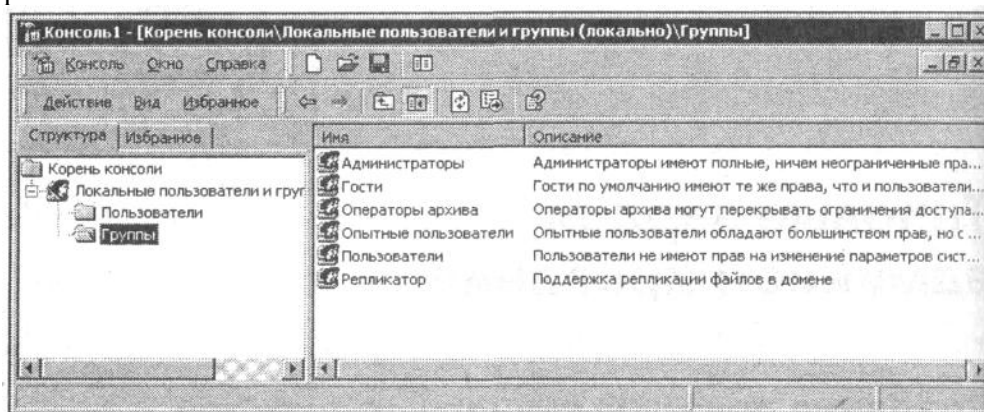 Консоль1 - [Корень консоли\Локальные пользователи и группы (локально)\Группы]
Консоль Окно Справка
Действие Вид Избранное
Структура Избранное
Имя Описание
Корень консоли
Локальные пользователи и груп
Пользователи
Группы
Администраторы Администраторы имеют полные, ничем неограниченные пра...
Гости Гости по умолчанию имеют те же права, что и пользователи...
Операторы архива Операторы архива могут перекрывать ограничения доступа...
Опытные пользователи Опытные пользователи обладают большинством прав, но с ...
Пользователи Пользователи не имеют прав на изменение параметров сист...
Репликатор Поддержка репликации файлов в домене